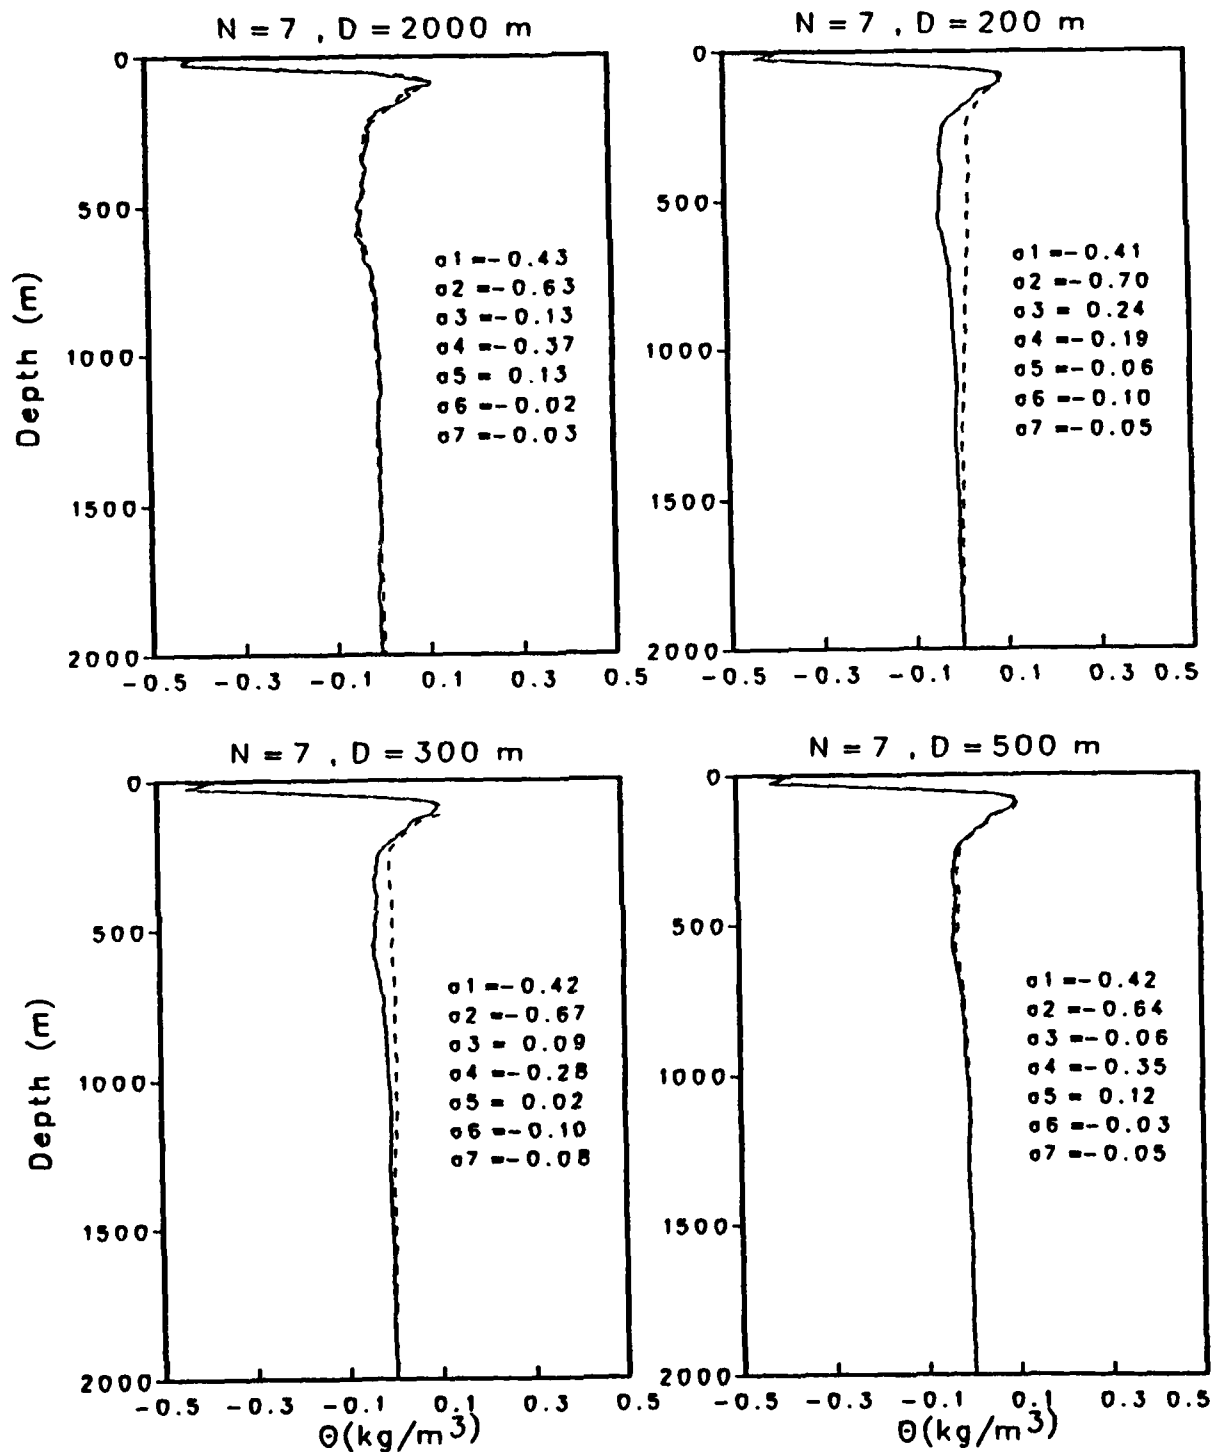 N = 7 , D = 2000 m
0
500
1000
1500
2000
Depth (m)
-0.5 -0.3 -0.1 0.1 0.3 0.5
a1 =-0.43
a2 =-0.63
a3 =-0.13
a4 =-0.37
a5 = 0.13
a6 =-0.02
a7 =-0.03
N = 7 , D = 200 m
0
500
1000
1500
2000
-0.5 -0.3 -0.1 0.1 0.3 0.5
a1 =-0.41
a2 =-0.70
a3 = 0.24
a4 =-0.19
a5 =-0.06
a6 =-0.10
a7 =-0.05
N = 7 , D = 300 m
0
500
1000
1500
2000
Depth (m)
-0.5 -0.3 -0.1 0.1 0.3 0.5
Θ(kg/m³)
a1 =-0.42
a2 =-0.67
a3 = 0.09
a4 =-0.28
a5 = 0.02
a6 =-0.10
a7 =-0.08
N = 7 , D = 500 m
0
500
1000
1500
2000
-0.5 -0.3 -0.1 0.1 0.3 0.5
Θ(kg/m³)
a1 =-0.42
a2 =-0.64
a3 =-0.06
a4 =-0.35
a5 = 0.12
a6 =-0.03
a7 =-0.05